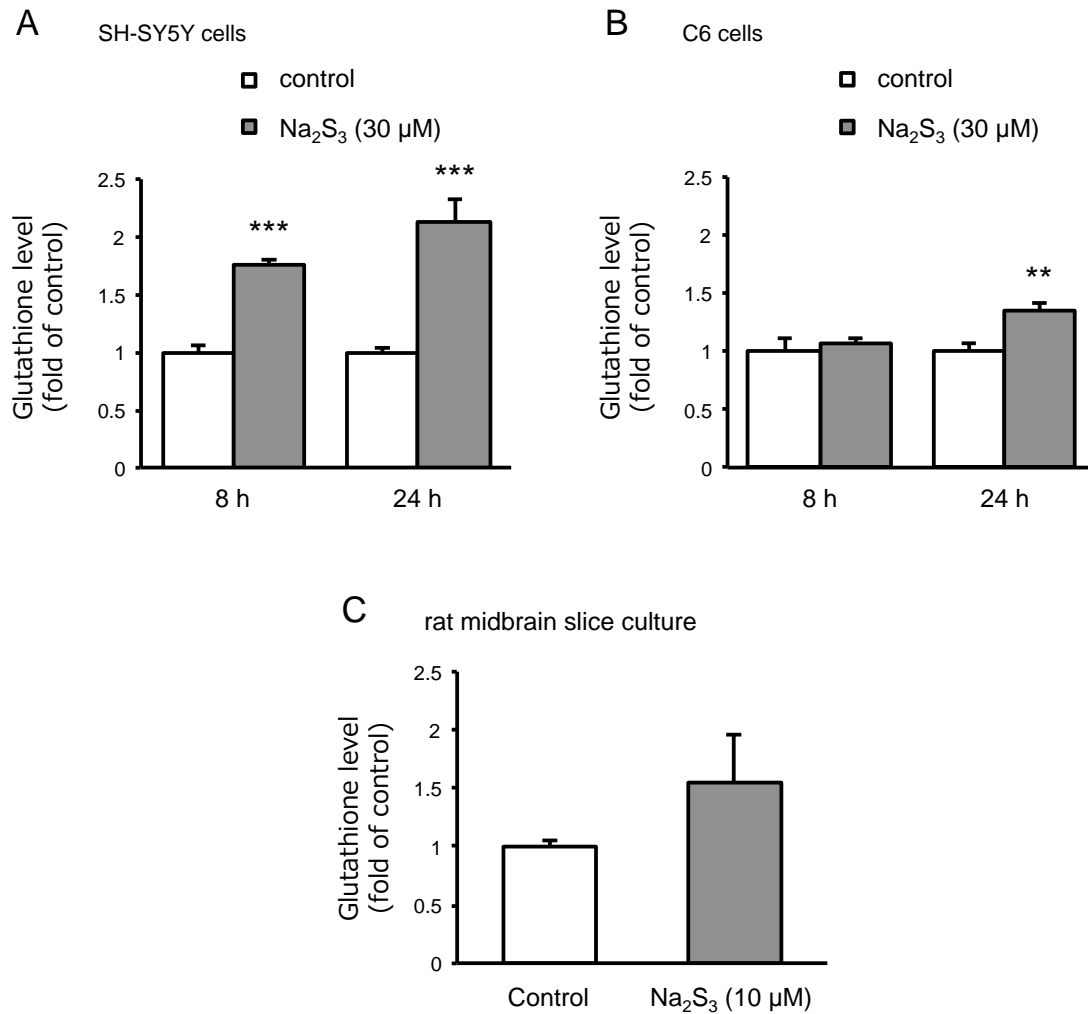 A
SH-SY5Y cells
control
Na₂S₃ (30 µM)
Glutathione level
(fold of control)
2.5
2
1.5
1
0.5
0
***
***
8 h
24 h
B
C6 cells
control
Na₂S₃ (30 µM)
Glutathione level
(fold of control)
2.5
2
1.5
1
0.5
0
**
8 h
24 h
C
rat midbrain slice culture
Glutathione level
(fold of control)
2.5
2
1.5
1
0.5
0
Control
Na₂S₃ (10 µM)